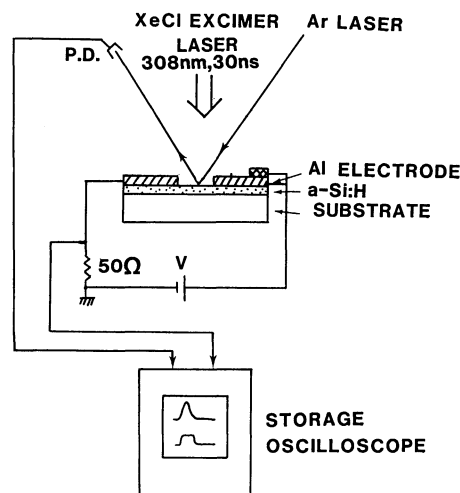 XeCl EXCIMER
LASER
308nm,30ns
Ar LASER
P.D.
Al ELECTRODE
a-Si:H
SUBSTRATE
50Ω
V
STORAGE
OSCILLOSCOPE